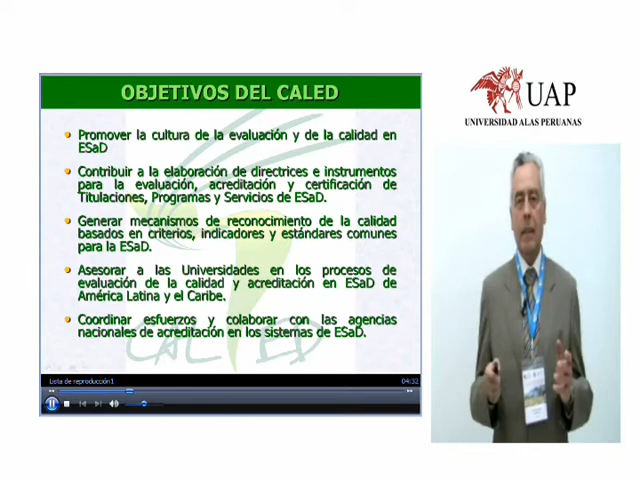 OBJETIVOS DEL CALED
Promover la cultura de la evaluación y de la calidad en
ESaD
Contribuir a la elaboración de directrices e instrumentos
para la evaluación, acreditación y certificación de
Titulaciones, Programas y Servicios de ESaD.
Generar mecanismos de reconocimiento de la calidad
basados en criterios, indicadores y estándares comunes
para la ESaD.
Asesorar a las Universidades en los procesos de
evaluación de la calidad y acreditación en ESaD de
América Latina y el Caribe.
Coordinar esfuerzos y colaborar con las agencias
nacionales de acreditación en los sistemas de ESaD.
CALED
Lista de reproducción1
04:32
UAP
UNIVERSIDAD ALAS PERUANAS